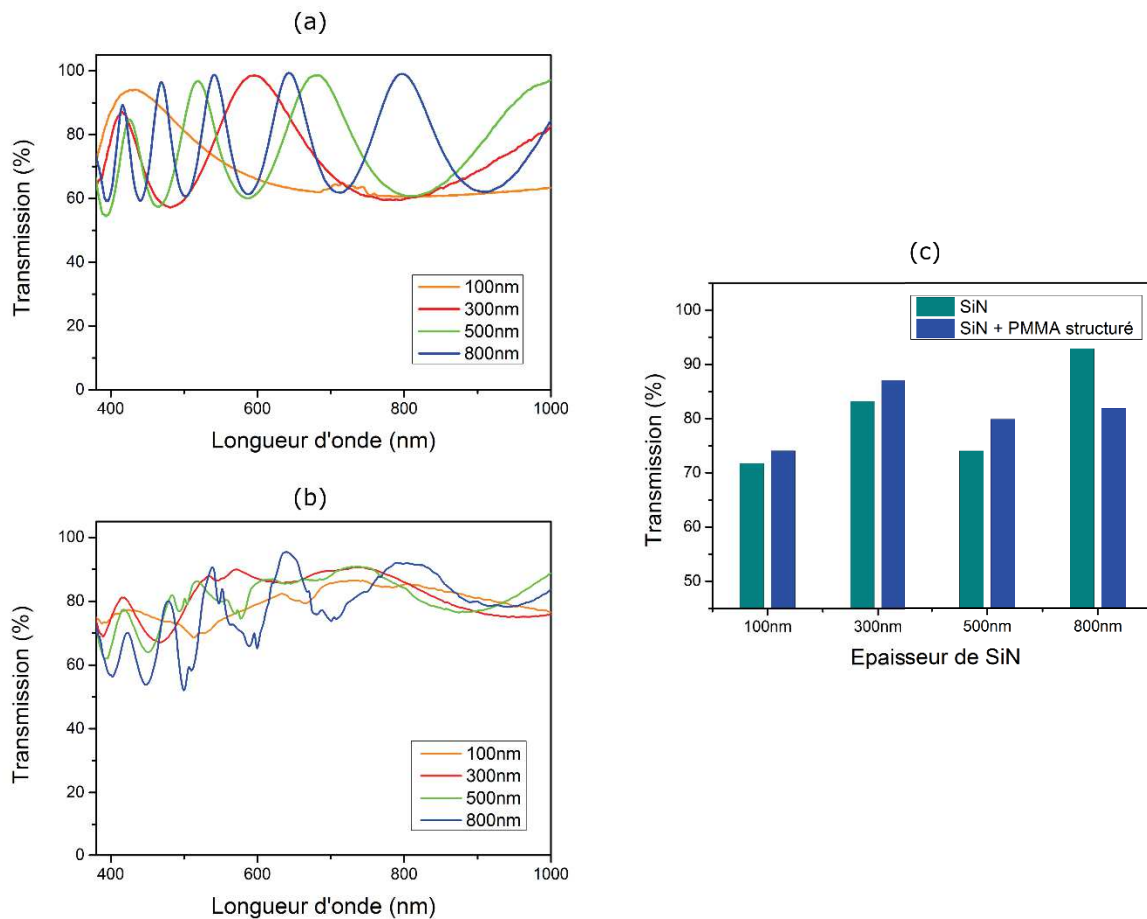 (a)
Transmission (%)
100
80
60
40
20
0
400
600
800
1000
100nm
300nm
500nm
800nm
Longueur d'onde (nm)
(b)
Transmission (%)
100
80
60
40
20
0
400
600
800
1000
100nm
300nm
500nm
800nm
Longueur d'onde (nm)
(c)
Transmission (%)
100
90
80
70
60
50
SiN
SiN + PMMA structuré
100nm
300nm
500nm
800nm
Epaisseur de SiN